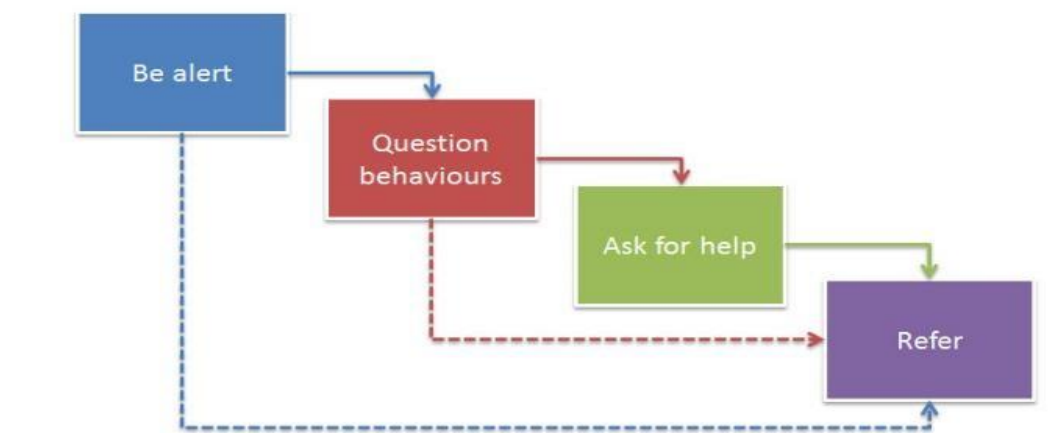 Be alert
Question
behaviours
Ask for help
Refer